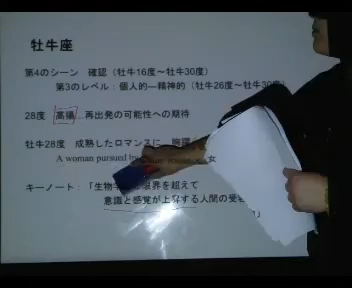 牡牛座
第4のシーン 確認(牡牛16度~牡牛30度)
第3のレベル:個人的―精神的(牡牛26度~牡牛30
28度 高揚 再出発の可能性への期待
牡牛28度 成熟したロマンスに
A woman pursued by 女
キーノート:「生物 限界を超えて
意識と感覚が上昇する人間の受